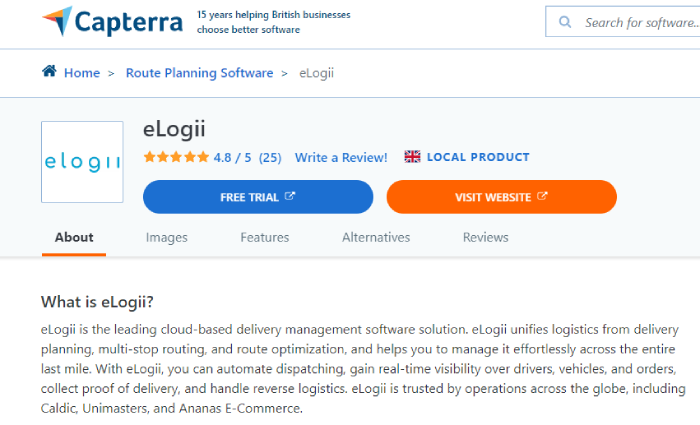 Capterra
15 years helping British businesses
choose better software
Search for software..
Home > Route Planning Software > eLogii
elogii
eLogii
4.8 / 5 (25) Write a Review! LOCAL PRODUCT
FREE TRIAL
VISIT WEBSITE
About Images Features Alternatives Reviews
What is eLogii?
eLogii is the leading cloud-based delivery management software solution. eLogii unifies logistics from delivery
planning, multi-stop routing, and route optimization, and helps you to manage it effortlessly across the entire
last mile. With eLogii, you can automate dispatching, gain real-time visibility over drivers, vehicles, and orders,
collect proof of delivery, and handle reverse logistics. eLogii is trusted by operations across the globe, including
Caldic, Unimasters, and Ananas E-Commerce.